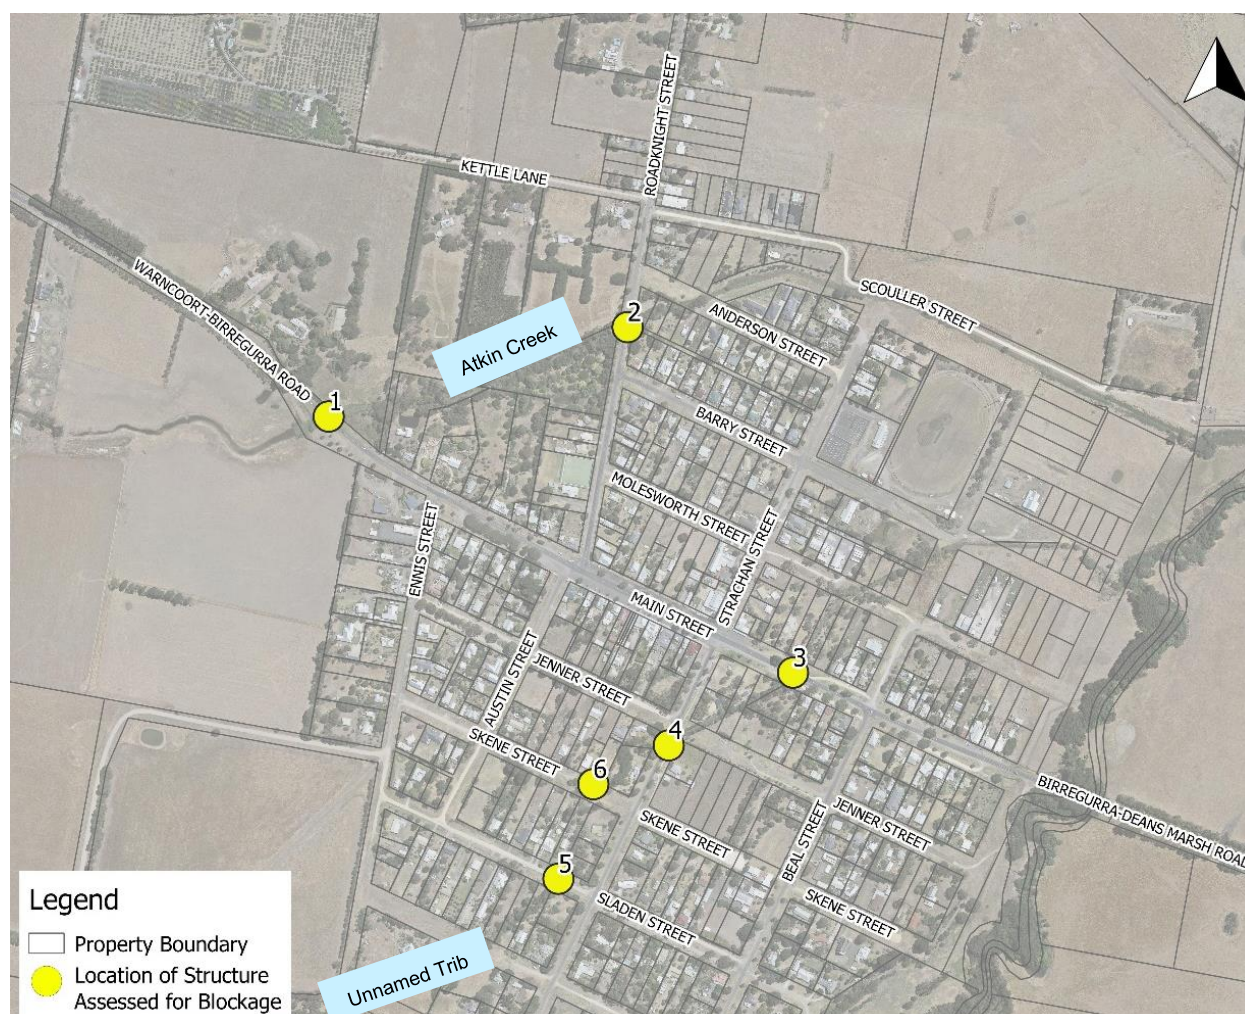 ROADKNIGHT STREET
KETTLE LANE
WARNCOORT-BIRREGURRA ROAD
SCOULLER STREET
ANDERSON STREET
2
Atkin Creek
1
BARRY STREET
MOLESWORTH STREET
ENNIS STREET
STRACHAN STREET
MAIN STREET
3
JENNER STREET
AUSTIN STREET
4
SKENE STREET
6
BIRREGURRA-DEANS MARSH ROAD
JENNER STREET
SKENE STREET
BEAL STREET
5
SLADEN STREET
SKENE STREET
Unnamed Trib
Legend
Property Boundary
Location of Structure
Assessed for Blockage